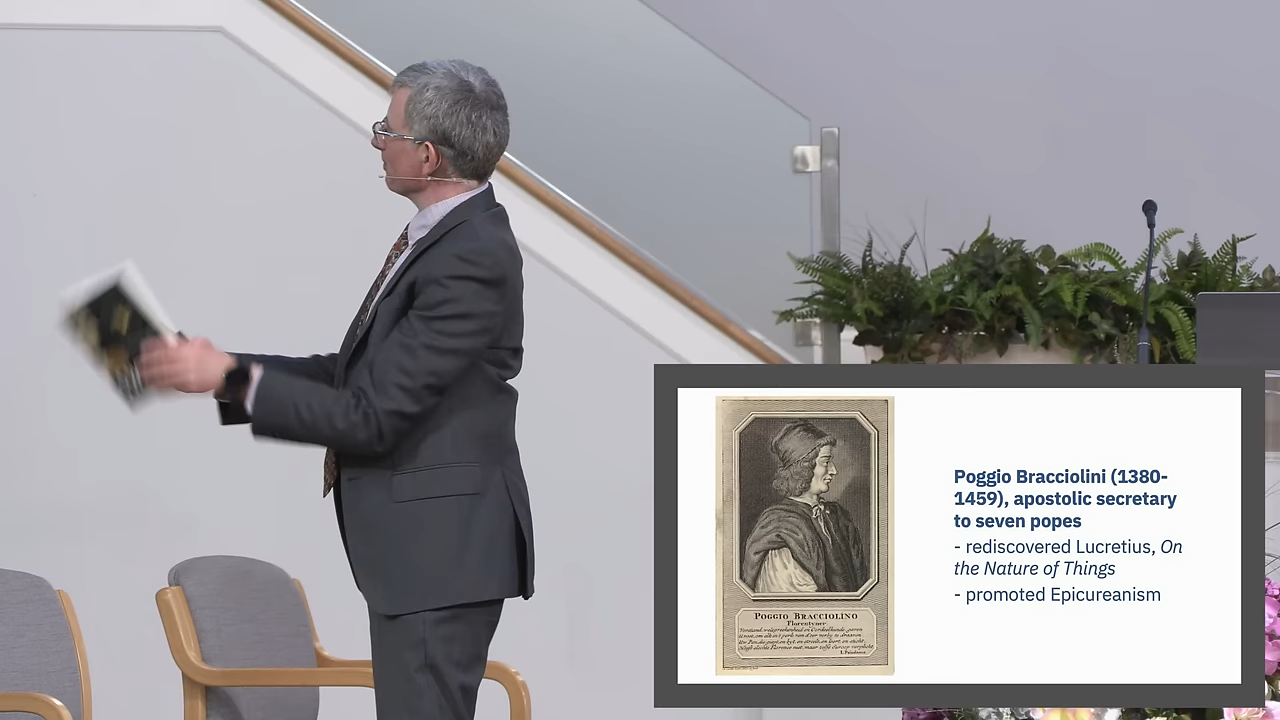 Poggio Bracciolini (1380-
1459), apostolic secretary
to seven popes
- rediscovered Lucretius, On
the Nature of Things
- promoted Epicureanism
POGGIO BRACCIOLINO
Florentyner